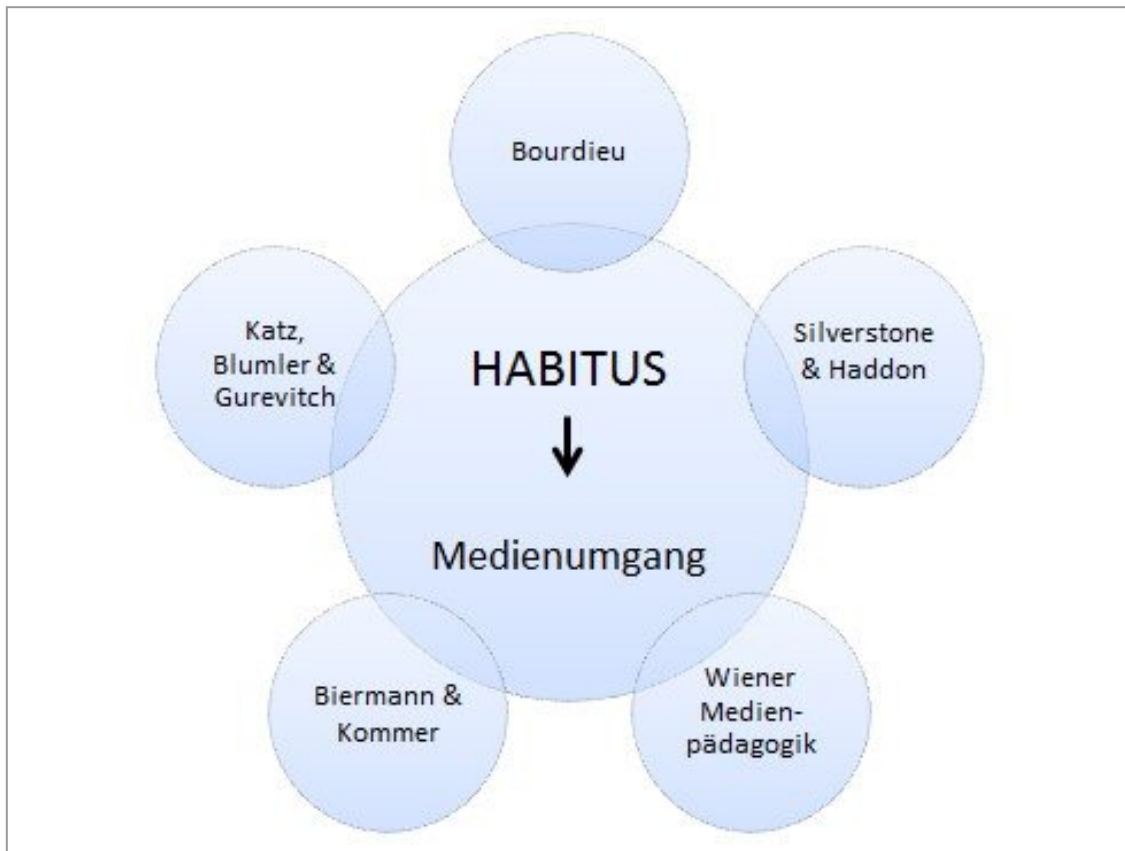 Bourdieu
Katz,
Blumler &
Gurevitch
HABITUS
Silverstone
& Haddon
Medienumgang
Biermann &
Kommer
Wiener
Medien-
pädagogik